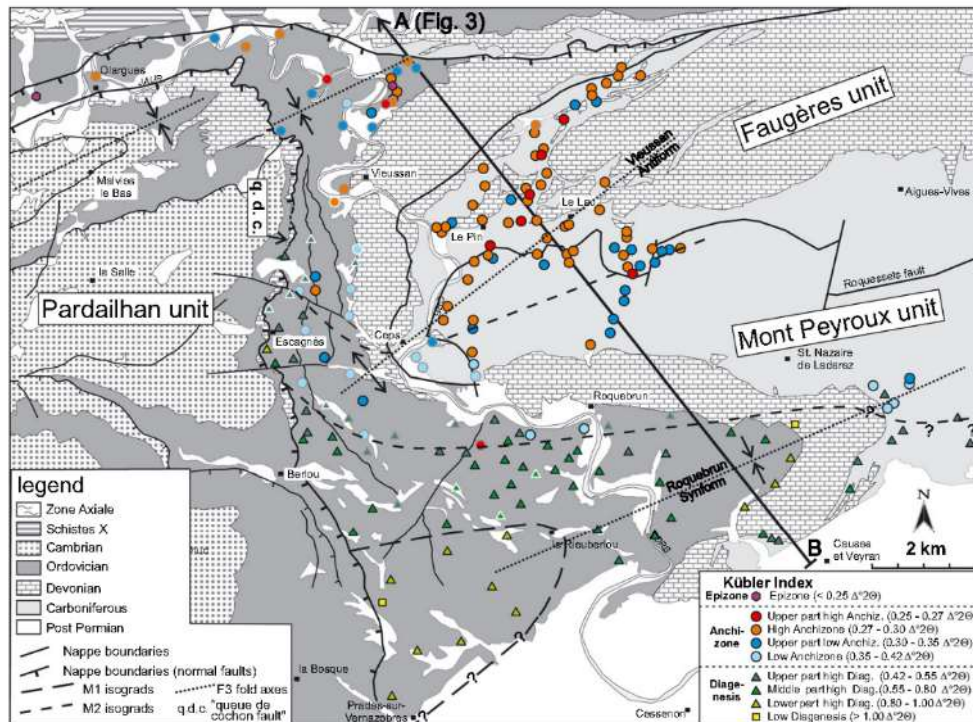 A (Fig. 3)
Olargues
JAUR
Faugères unit
Vieussan
Antiform
Vieussan
Malvies
le Bas
q. d. c.
Aigues-Vives
Le Lau
Le Pin
la Salle
Roquessels fault
Pardailhan unit
Mont Peyroux unit
Ceps
Escagnès
St. Nazaire
de Ladarez
Roquebrun
?
?
?
Berlou
Roquebrun
Synform
legend
Zone Axiale
Schistes X
Cambrian
Ordovician
Devonian
Carboniferous
Post Permian
Nappe boundaries
Nappe boundaries (normal faults)
M1 isograds
M2 isograds
F3 fold axes
q.d.c. "queue de
cochon fault"
N
2 km
B
Causse
et Veyran
la Bosque
Prades-sur-
Vernazobres
?
?
?
Cessenon
Kübler Index
Epizone
Epizone (< 0.25 Δ°2Θ)
Anchi-
zone
Upper part high Anchiz. (0.25 - 0.27 Δ°2Θ)
High Anchizone (0.27 - 0.30 Δ°2Θ)
Upper part low Anchiz. (0.30 - 0.35 Δ°2Θ)
Low Anchizone (0.35 - 0.42 Δ°2Θ)
Diage-
nesis
Upper part high Diag. (0.42 - 0.55 Δ°2Θ)
Middle part high Diag. (0.55 - 0.80 Δ°2Θ)
Lower part high Diag. (0.80 - 1.00 Δ°2Θ)
Low Diagenesis (> 1.00 Δ°2Θ)